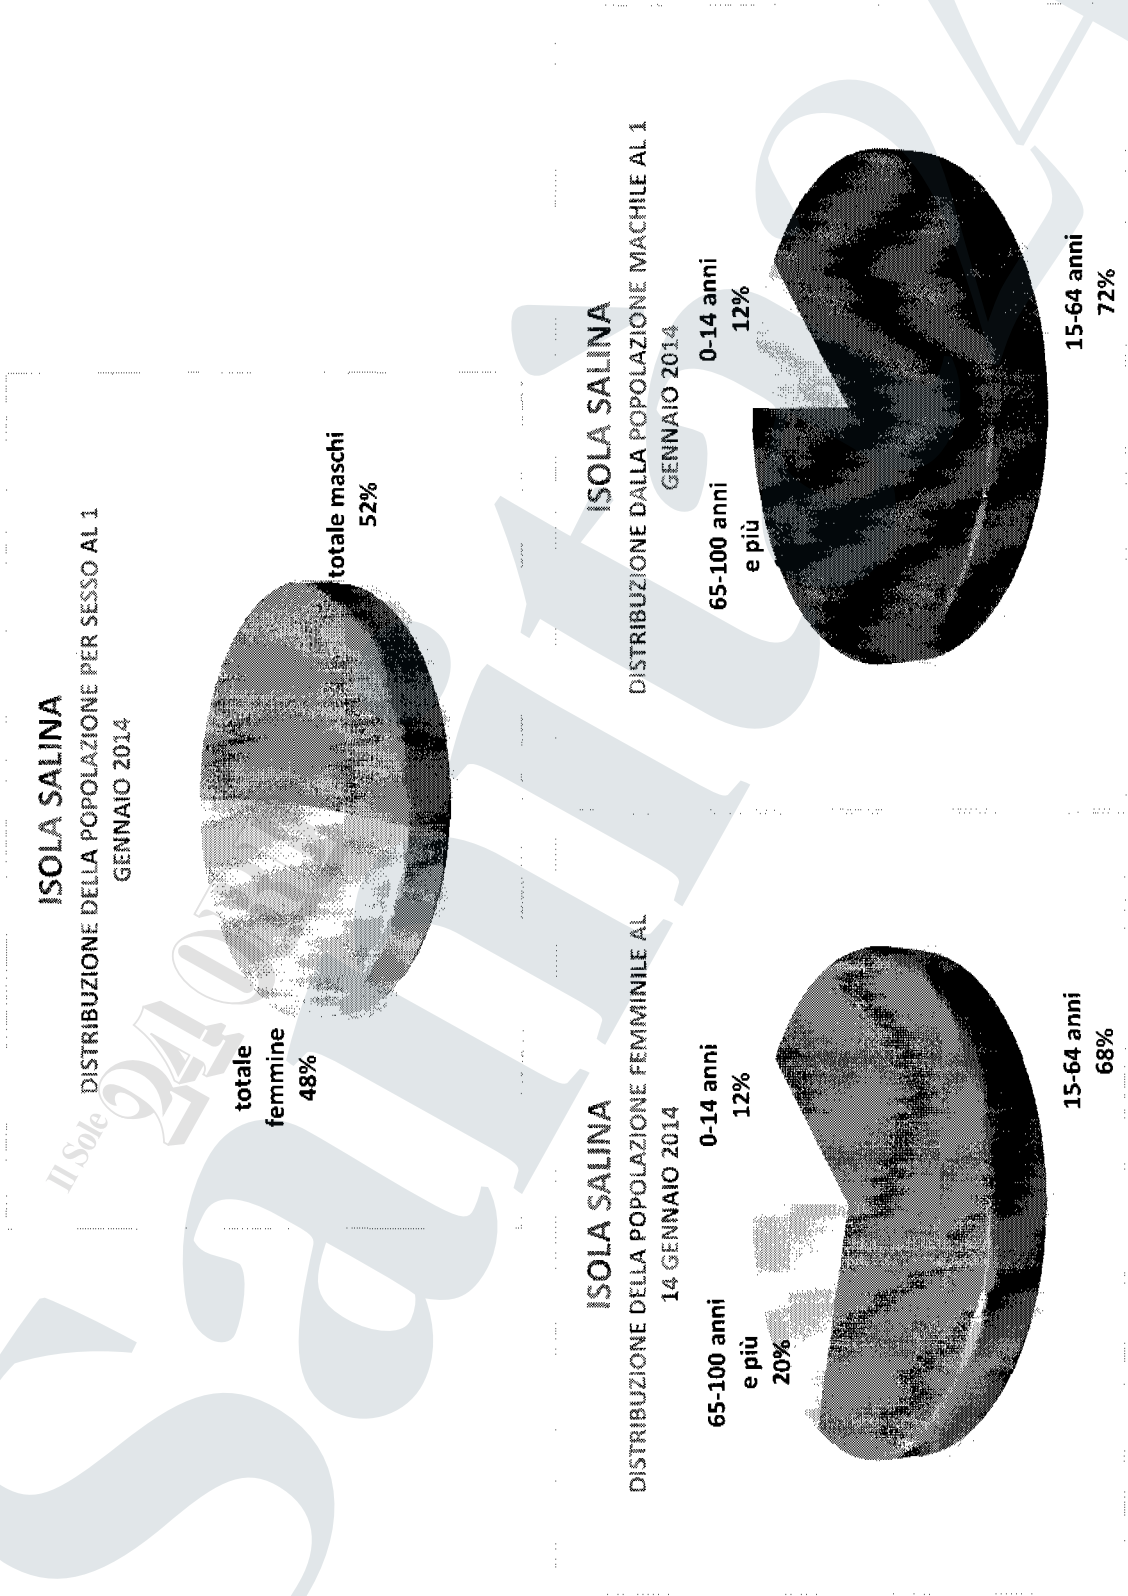 ISOLA SALINA
DISTRIBUZIONE DELLA POPOLAZIONE PER SESSO AL 1
GENNAIO 2014
totale
femmine
48%
totale maschi
52%
ISOLA SALINA
DISTRIBUZIONE DELLA POPOLAZIONE FEMMINILE AL
14 GENNAIO 2014
65-100 anni
e più
20%
0-14 anni
12%
15-64 anni
68%
ISOLA SALINA
DISTRIBUZIONE DALLA POPOLAZIONE MACHILE AL 1
GENNAIO 2014
65-100 anni
e più
0-14 anni
12%
15-64 anni
72%
Il Sole 24 Ore
Sanità 24